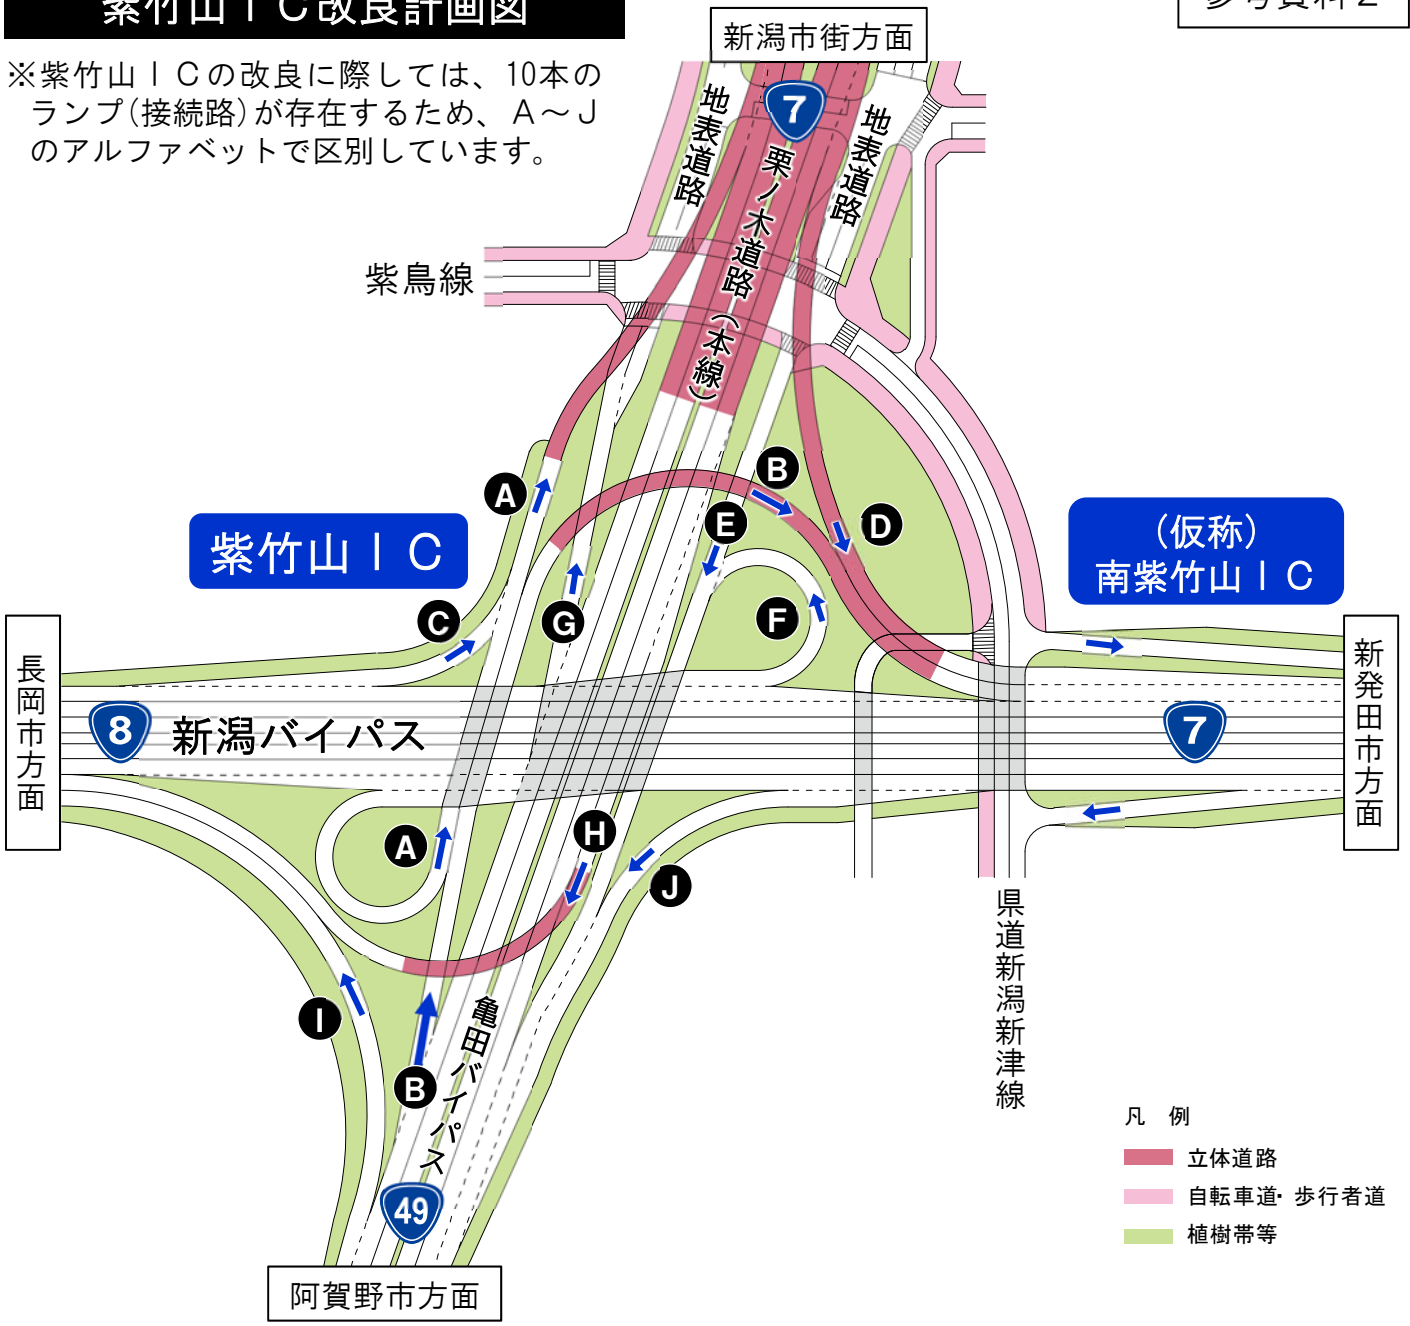 紫竹山ＩＣ改良計画図
参考資料２
※紫竹山ＩＣの改良に際しては、10本の
ランプ(接続路)が存在するため、Ａ～Ｊ
のアルファベットで区別しています。
新潟市街方面
7
地表道路
地表道路
栗ノ木道路（本線）
紫鳥線
A
B
E
D
紫竹山ＩＣ
（仮称）
南紫竹山ＩＣ
C
G
F
長岡市方面
8
新潟バイパス
7
新発田市方面
A
H
J
県道新潟新津線
I
亀田バイパス
B
49
阿賀野市方面
凡　例
立体道路
自転車道・歩行者道
植樹帯等